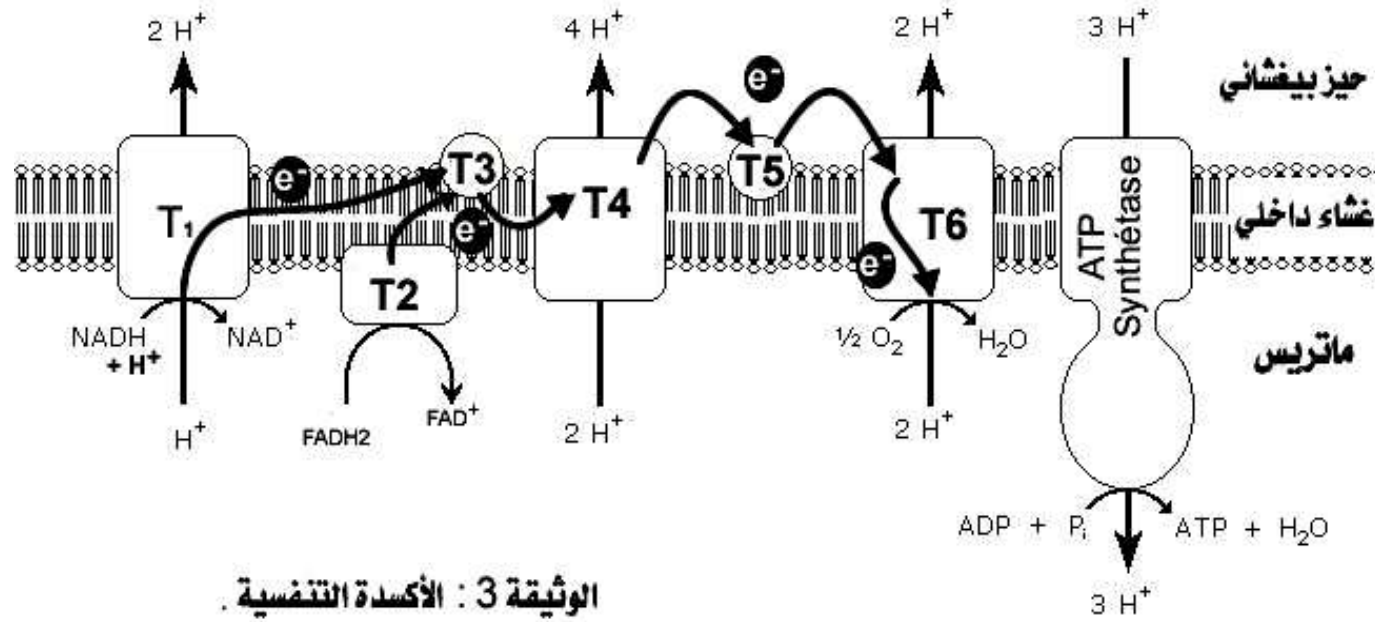 2 H⁺ 4 H⁺ 2 H⁺ 3 H⁺
حيز بيغشاني
e⁻
e⁻
T3
T5
T₁
T4
T6
غشاء داخلي
e⁻
e⁻
T2
ATP Synthétase
NADH + H⁺
NAD⁺
½ O₂
H₂O
ماتريس
H⁺
FADH2
FAD⁺
2 H⁺
2 H⁺
ADP + Pᵢ
ATP + H₂O
3 H⁺
الوثيقة 3 : الأكسدة التنفسية .